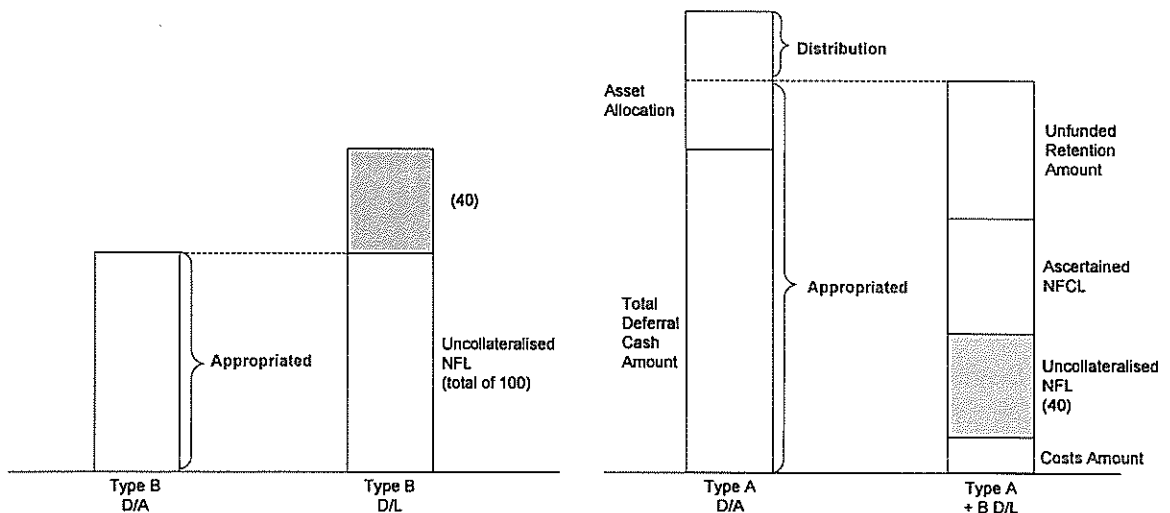 (40)
Uncollateralised
NFL
(total of 100)
Appropriated
Type B
D/A
Type B
D/L
Distribution
Asset
Allocation
Unfunded
Retention
Amount
Ascertained
NFCL
Appropriated
Total
Deferral
Cash
Amount
Uncollateralised
NFL
(40)
Costs Amount
Type A
D/A
Type A
+ B D/L